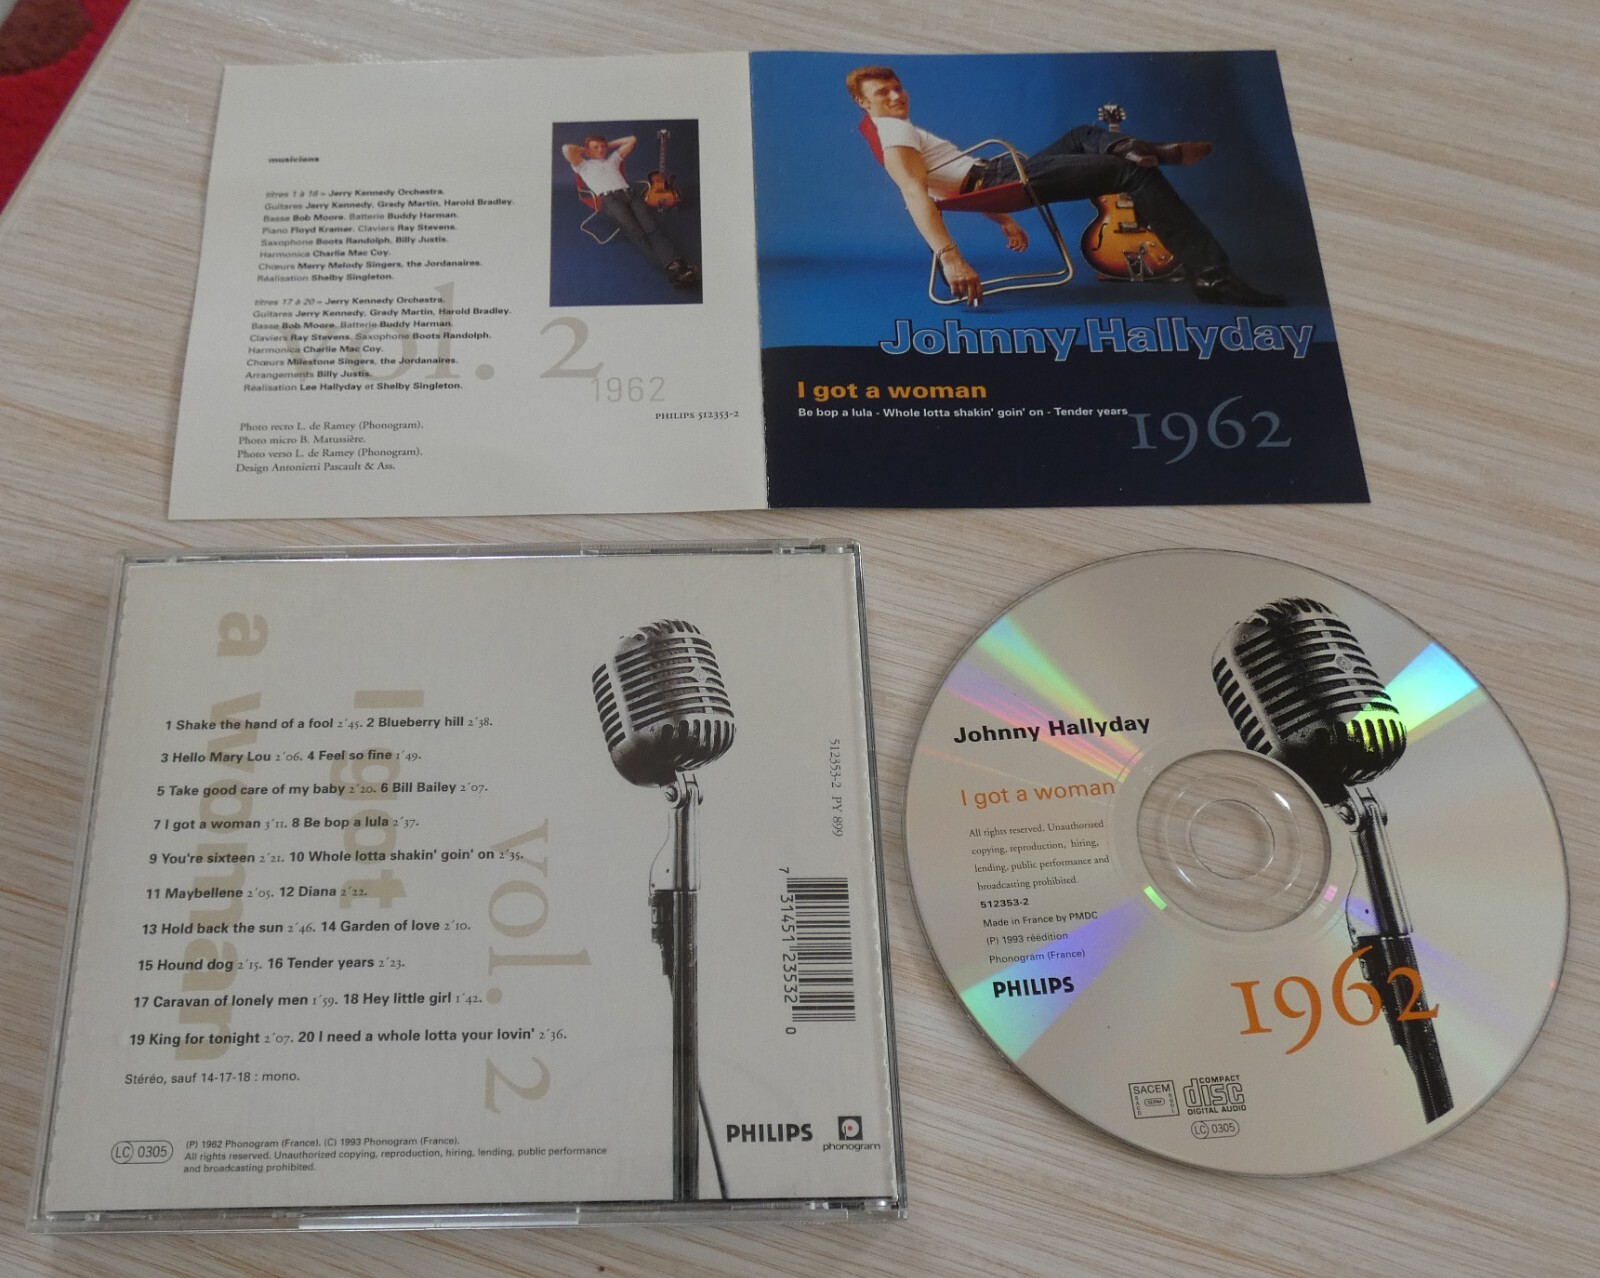 musiciens
titres 1 à 16 – Jerry Kennedy Orchestra.
Guitares Jerry Kennedy, Grady Martin, Harold Bradley.
Basse Bob Moore. Batterie Buddy Harman.
Piano Floyd Kramer. Claviers Ray Stevens.
Saxophone Boots Randolph, Billy Justis.
Harmonica Charlie Mac Coy.
Chœurs Merry Melody Singers, the Jordanaires.
Réalisation Shelby Singleton.
titres 17 à 20 – Jerry Kennedy Orchestra.
Guitares Jerry Kennedy, Grady Martin, Harold Bradley.
Basse Bob Moore. Batterie Buddy Harman.
Claviers Ray Stevens. Saxophone Boots Randolph.
Harmonica Charlie Mac Coy.
Chœurs Milestone Singers, the Jordanaires.
Arrangements Billy Justis.
Réalisation Lee Hallyday et Shelby Singleton.
vol. 2
1962
PHILIPS 512353-2
Photo recto L. de Ramey (Phonogram).
Photo micro B. Matussière.
Photo verso L. de Ramey (Phonogram).
Design Antonietti Pascault & Ass.
Johnny Hallyday
I got a woman
Be bop a lula - Whole lotta shakin' goin' on - Tender years
1962
I got
a woman
vol. 2
1 Shake the hand of a fool 2´45. 2 Blueberry hill 2´38.
3 Hello Mary Lou 2´06. 4 Feel so fine 1´49.
5 Take good care of my baby 2´20. 6 Bill Bailey 2´07.
7 I got a woman 3´11. 8 Be bop a lula 2´37.
9 You're sixteen 2´21. 10 Whole lotta shakin' goin' on 2´35.
11 Maybellene 2´05. 12 Diana 2´22.
13 Hold back the sun 2´46. 14 Garden of love 2´10.
15 Hound dog 2´15. 16 Tender years 2´23.
17 Caravan of lonely men 1´59. 18 Hey little girl 1´42.
19 King for tonight 2´07. 20 I need a whole lotta your lovin' 2´36.
Stéréo, sauf 14-17-18 : mono.
LC 0305
(P) 1962 Phonogram (France). (C) 1993 Phonogram (France).
All rights reserved. Unauthorized copying, reproduction, hiring, lending, public performance
and broadcasting prohibited.
PHILIPS
phonogram
512353-2 PY 899
7 31451 23532 0
Johnny Hallyday
I got a woman
All rights reserved. Unauthorized
copying, reproduction, hiring,
lending, public performance and
broadcasting prohibited.
512353-2
Made in France by PMDC
(P) 1993 réédition
Phonogram (France)
PHILIPS
1962
SACEM
COMPACT
disc
DIGITAL AUDIO
LC 0305